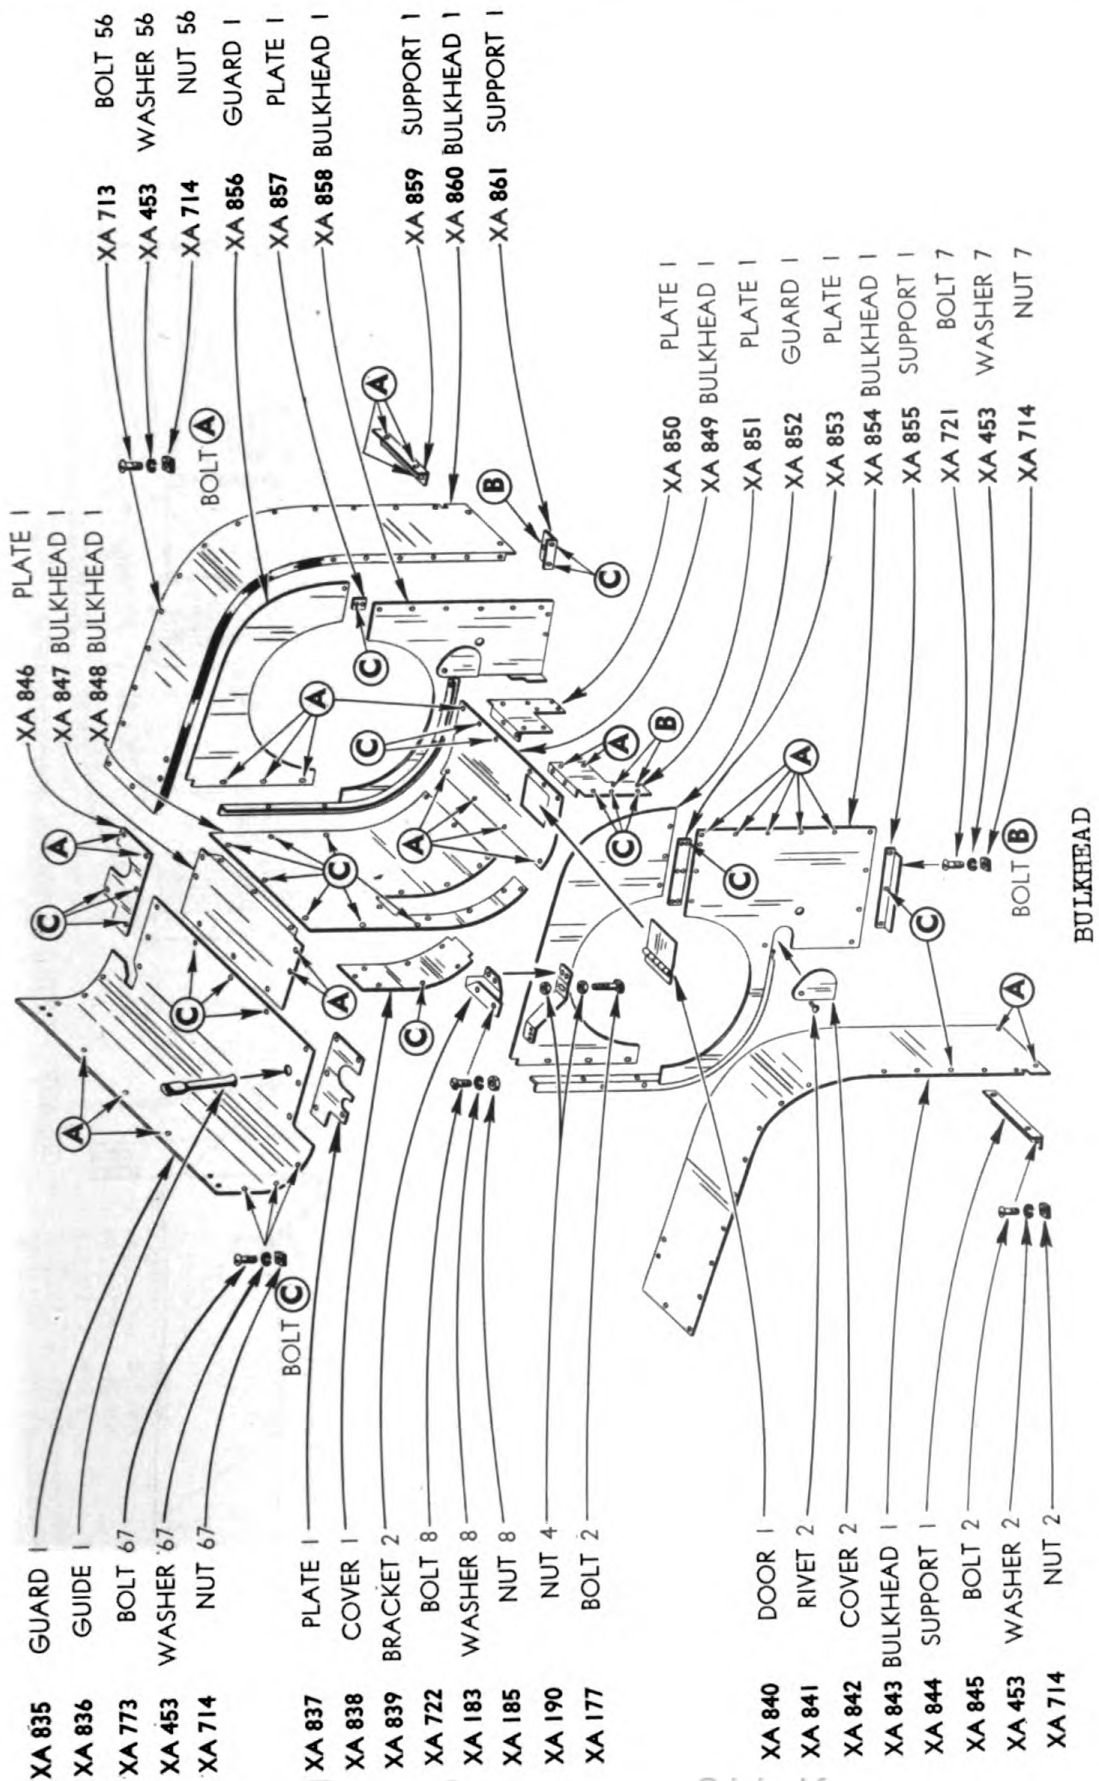 XA 835 GUARD 1
XA 836 GUIDE 1
XA 773 BOLT 67
XA 453 WASHER 67
XA 714 NUT 67
BOLT C
XA 837 PLATE 1
XA 838 COVER 1
XA 839 BRACKET 2
XA 722 BOLT 8
XA 183 WASHER 8
XA 185 NUT 8
XA 190 NUT 4
XA 177 BOLT 2
XA 840 DOOR 1
XA 841 RIVET 2
XA 842 COVER 2
XA 843 BULKHEAD 1
XA 844 SUPPORT 1
XA 845 BOLT 2
XA 453 WASHER 2
XA 714 NUT 2
XA 846 PLATE 1
XA 847 BULKHEAD 1
XA 848 BULKHEAD 1
XA 713 BOLT 56
XA 453 WASHER 56
XA 714 NUT 56
BOLT A
XA 856 GUARD 1
XA 857 PLATE 1
XA 858 BULKHEAD 1
XA 859 SUPPORT 1
XA 860 BULKHEAD 1
XA 861 SUPPORT 1
XA 850 PLATE 1
XA 849 BULKHEAD 1
XA 851 PLATE 1
XA 852 GUARD 1
XA 853 PLATE 1
XA 854 BULKHEAD 1
XA 855 SUPPORT 1
XA 721 BOLT 7
XA 453 WASHER 7
XA 714 NUT 7
BOLT B
A
A
A
A
A
A
A
A
A
B
B
C
C
C
C
C
C
C
C
C
C
C
BULKHEAD